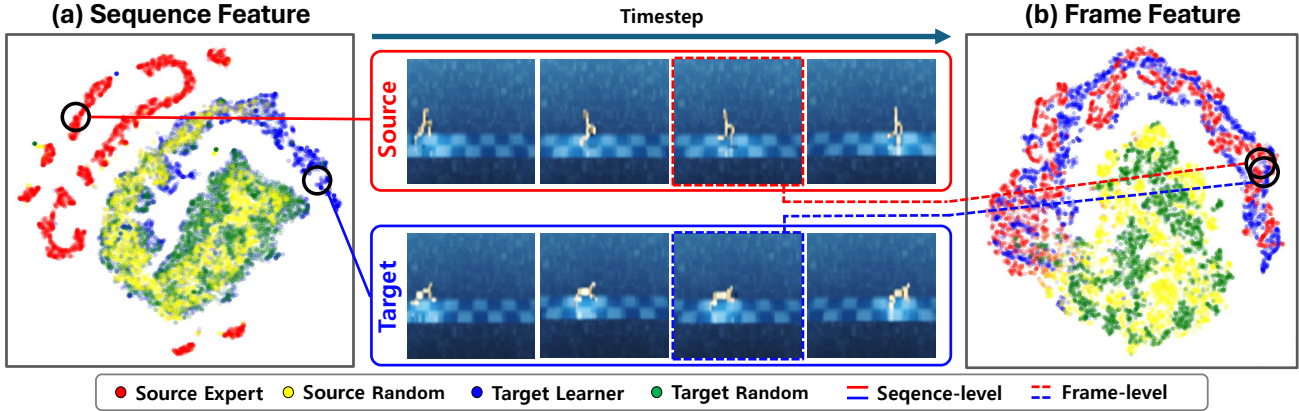 (a) Sequence Feature
Timestep
(b) Frame Feature
Source
Target
Source Expert
Source Random
Target Learner
Target Random
Seqence-level
Frame-level